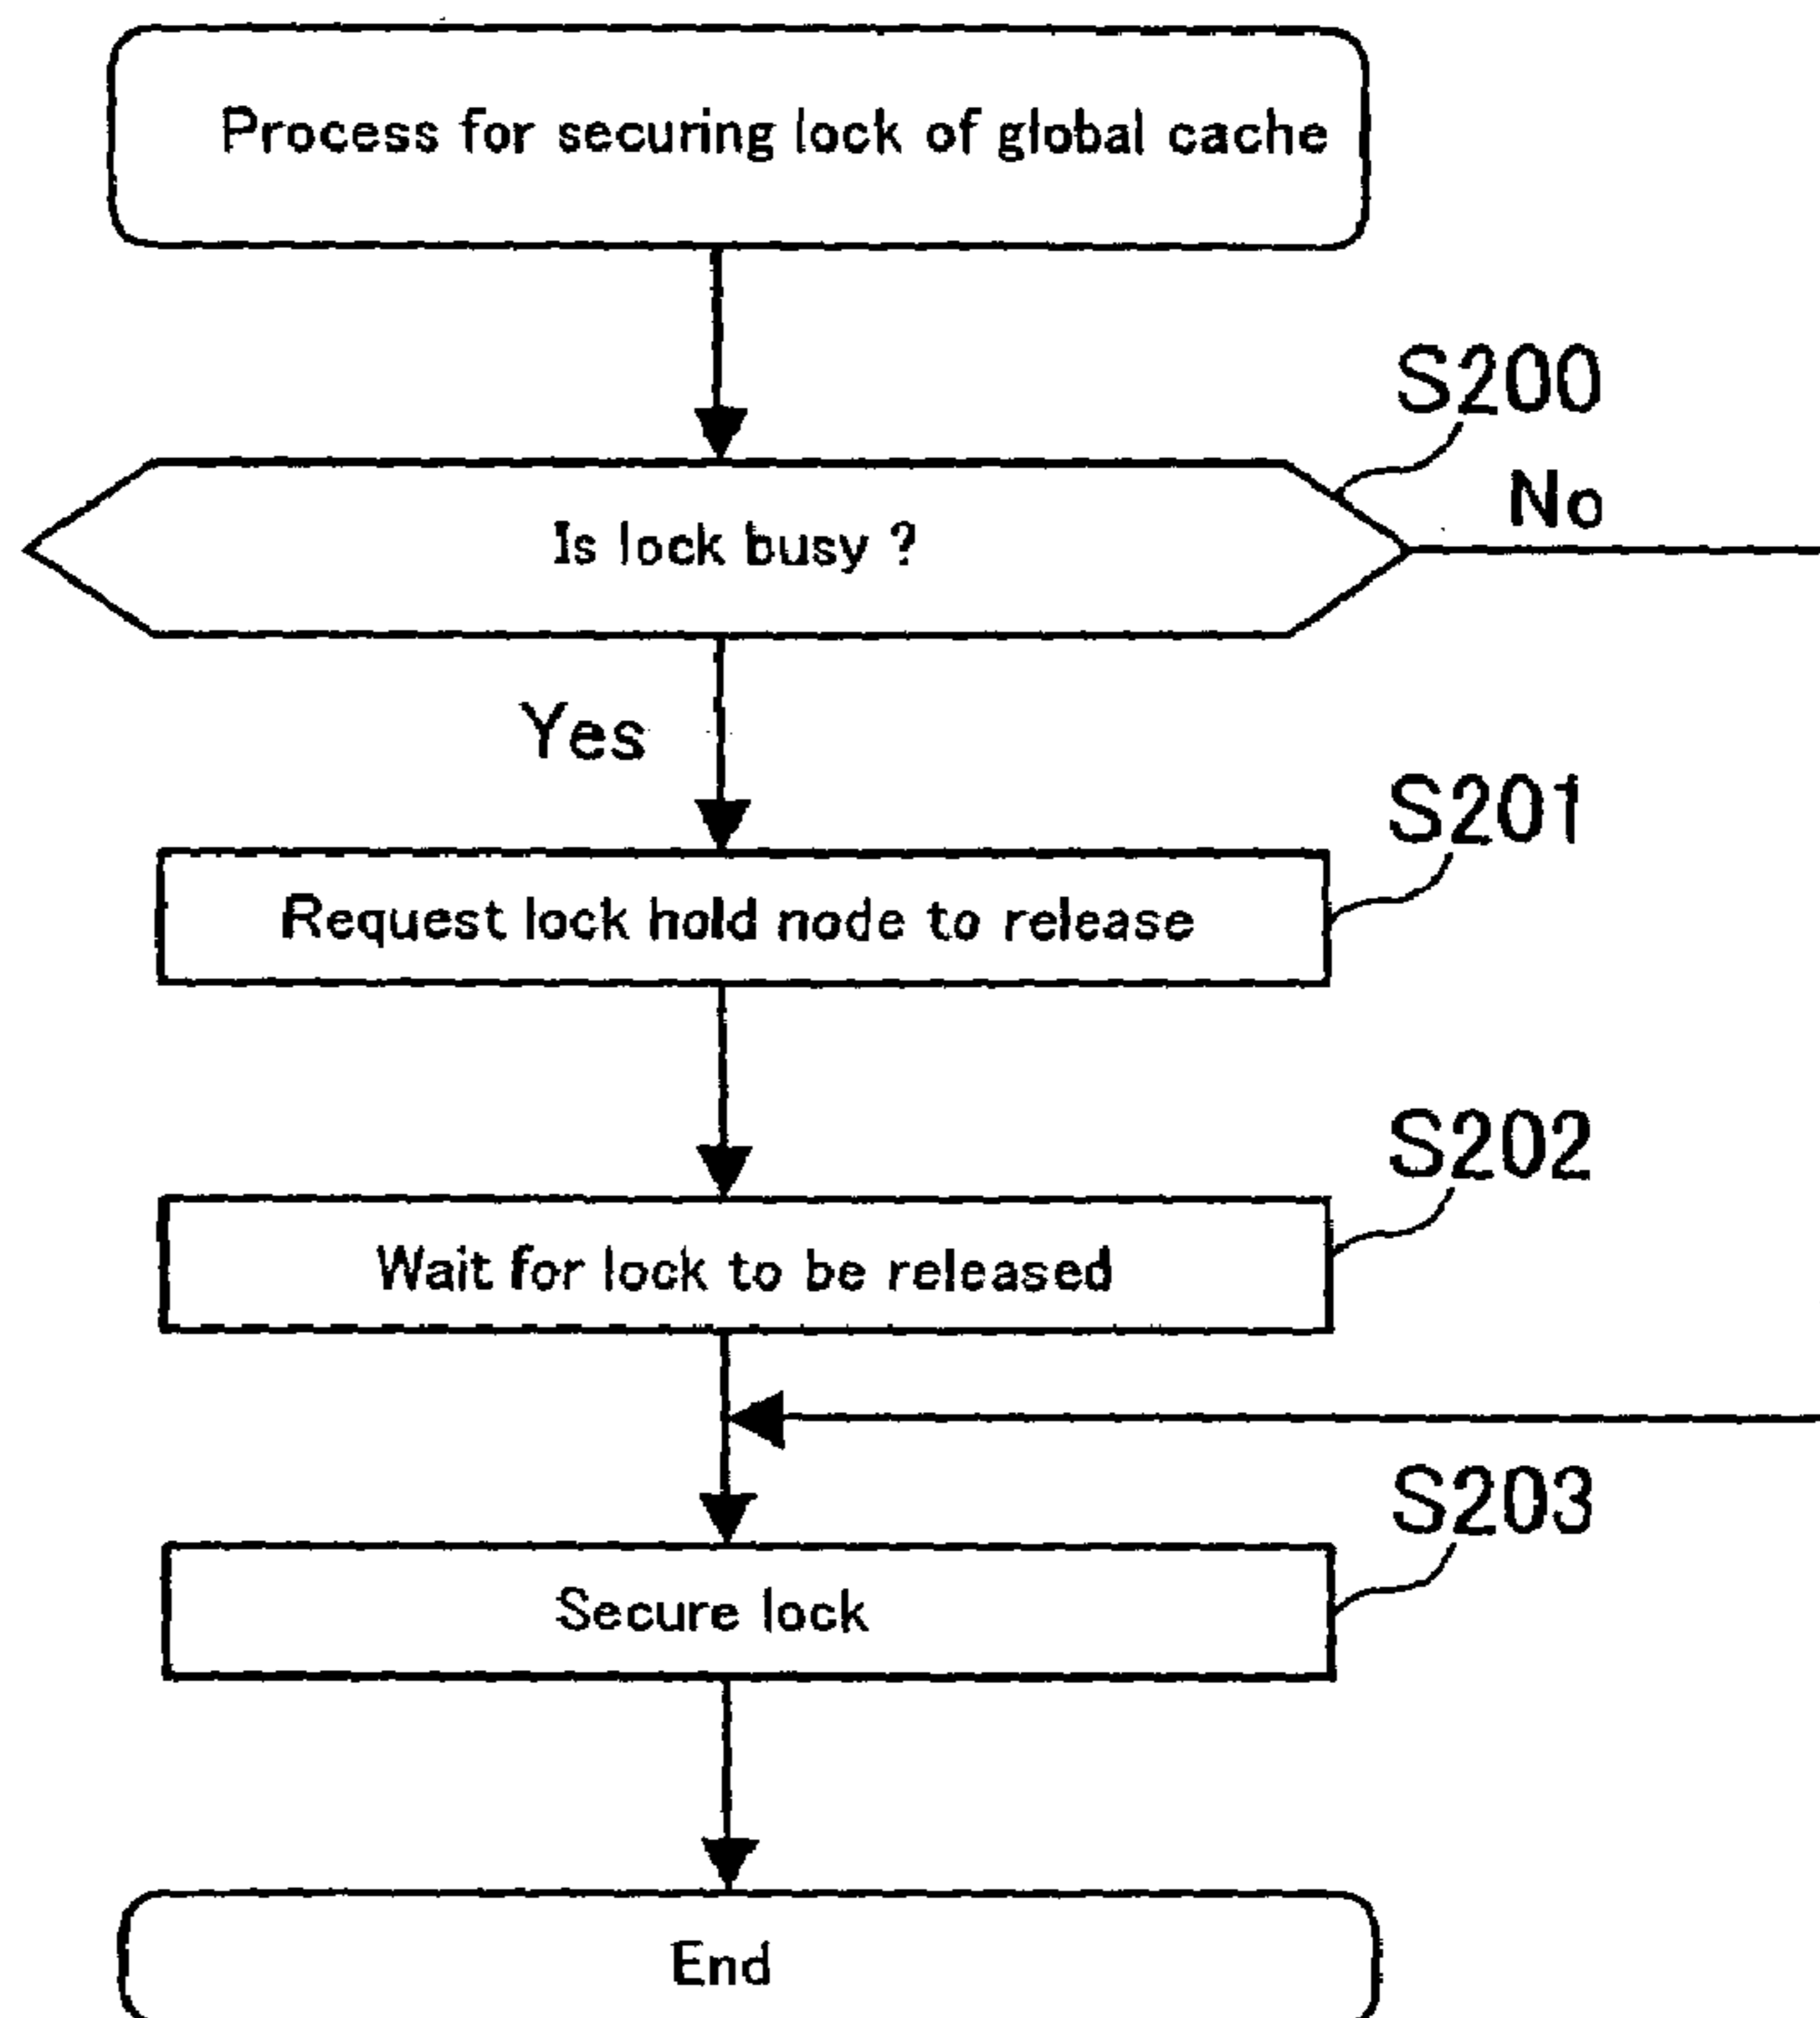 Process for securing lock of global cache
S200
Is lock busy ?
No
Yes
S201
Request lock hold node to release
S202
Wait for lock to be released
S203
Secure lock
End